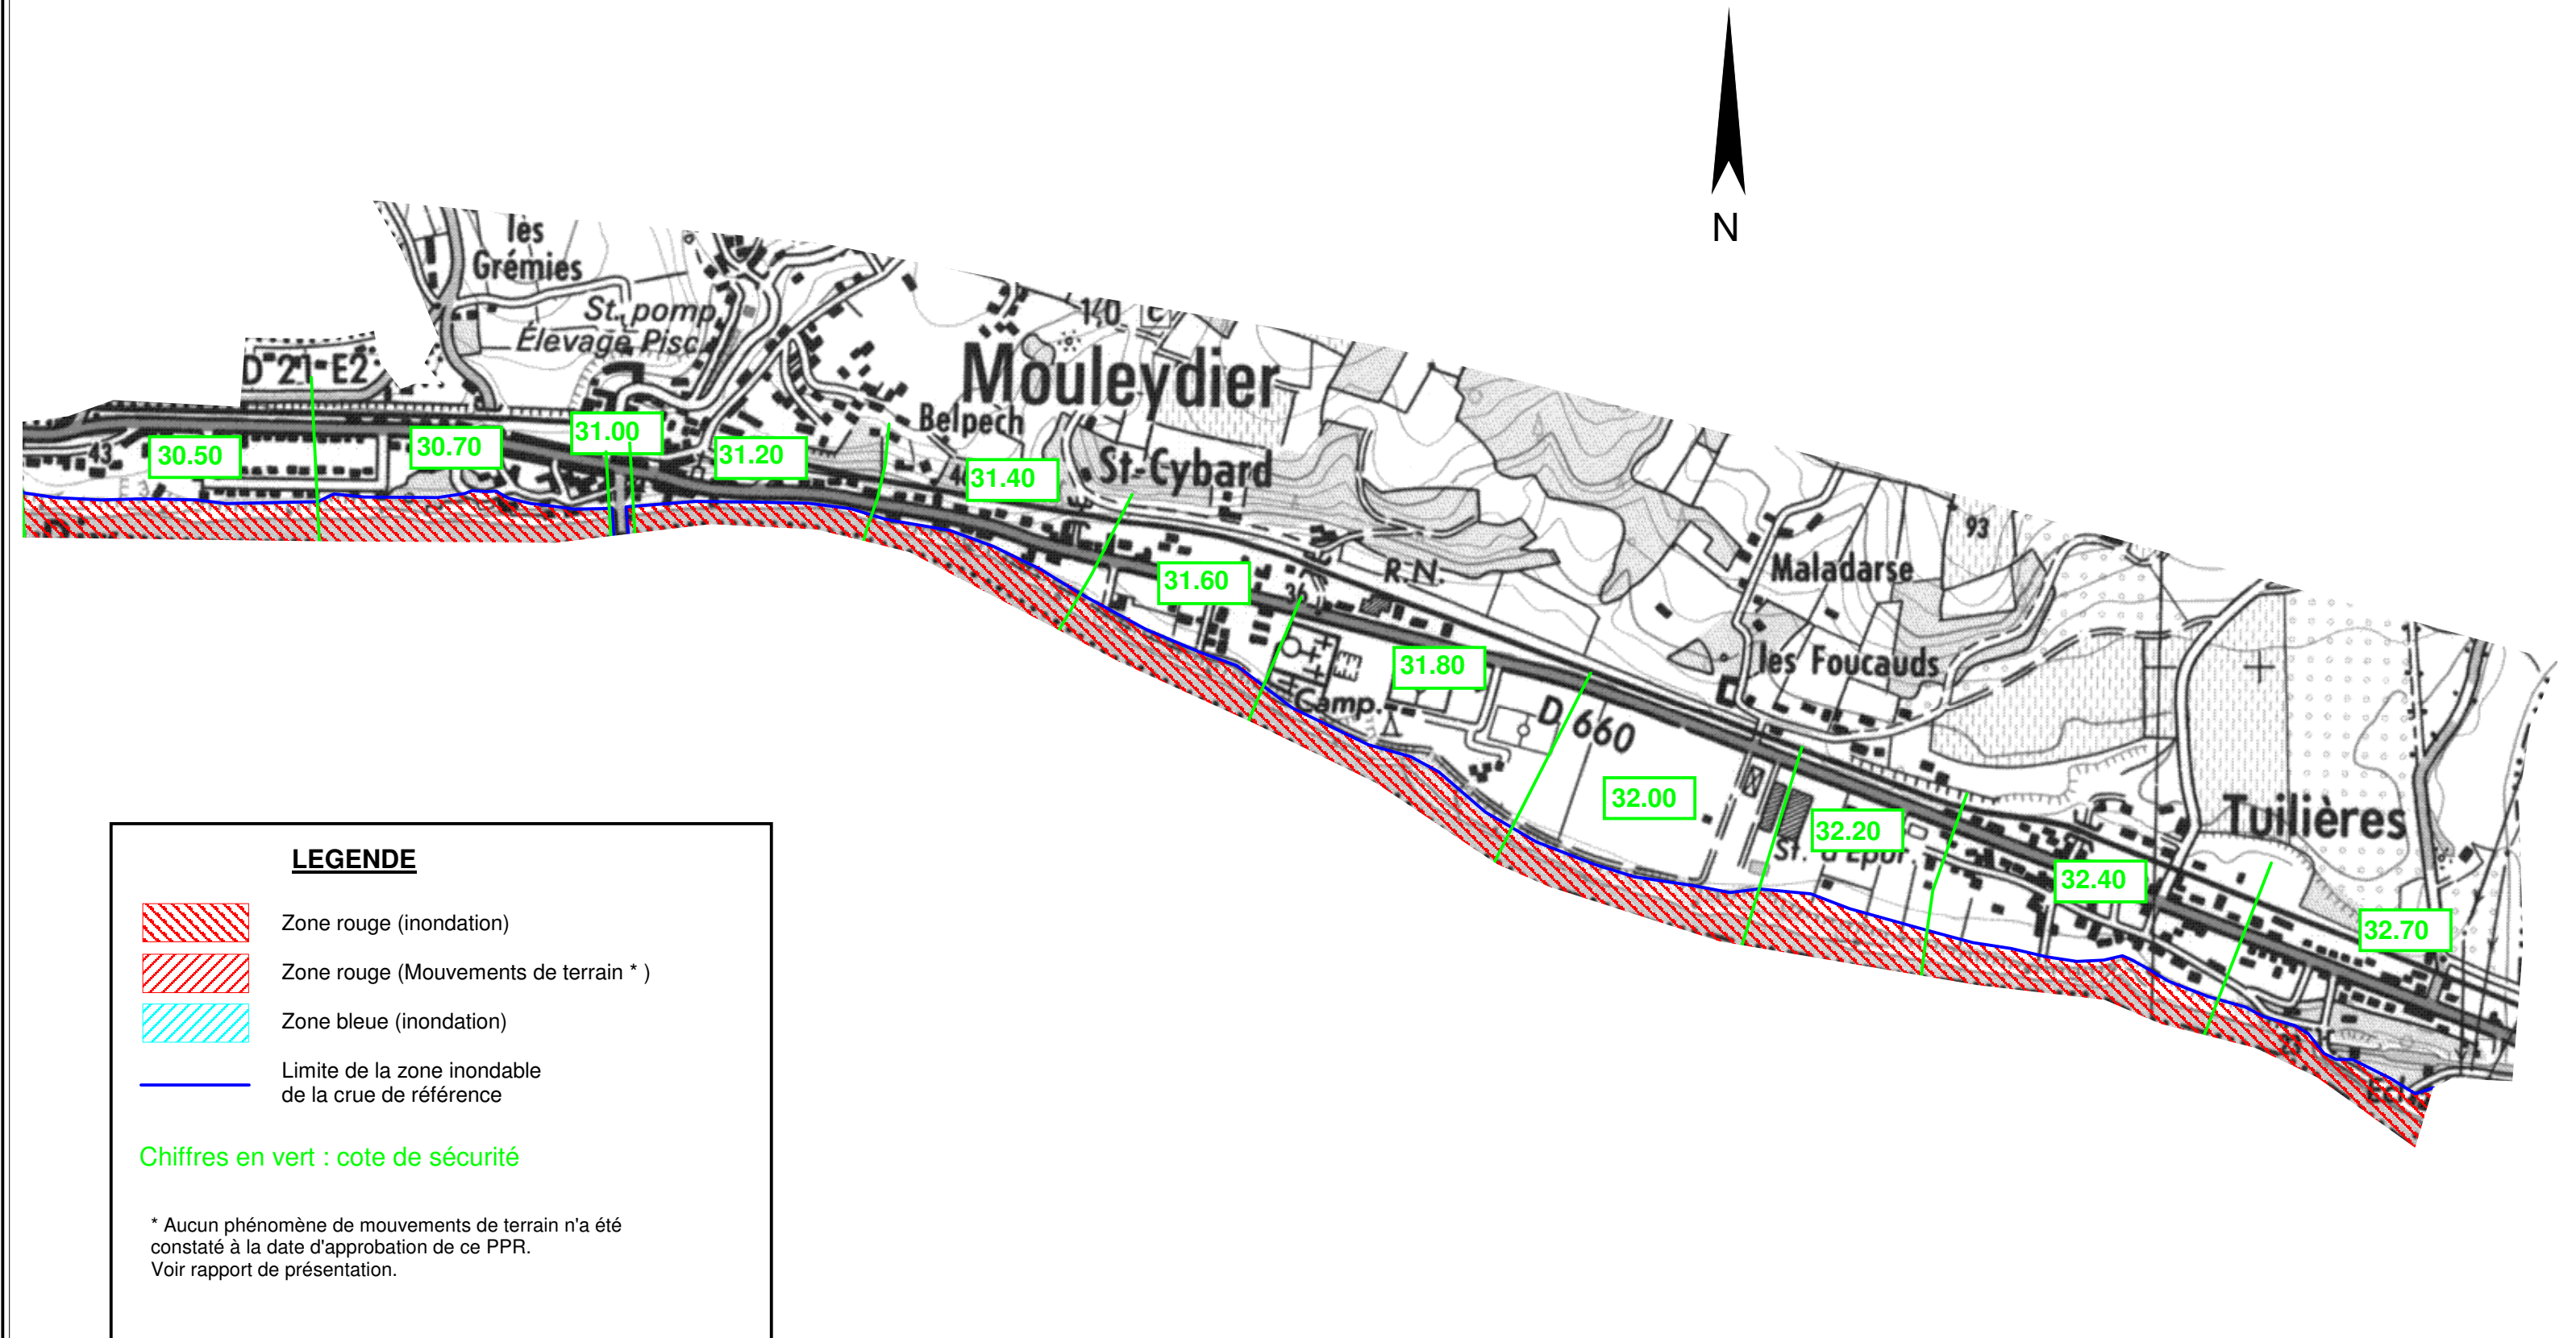 N
lès
Grémies
St. pomp
Élevage Pisc.
D 21 E2
140
C
Mouleydier
Belpech
St-Cybard
43
30.50
30.70
31.00
31.20
31.40
31.60
36
R.N.
31.80
Camp.
D 660
93
Maladarse
les Foucauds
32.00
32.20
St. d'Epur.
32.40
Tuilières
32.70
Ecl.
LEGENDE
Zone rouge (inondation)
Zone rouge (Mouvements de terrain * )
Zone bleue (inondation)
Limite de la zone inondable
de la crue de référence
Chiffres en vert : cote de sécurité
* Aucun phénomène de mouvements de terrain n'a été
constaté à la date d'approbation de ce PPR.
Voir rapport de présentation.